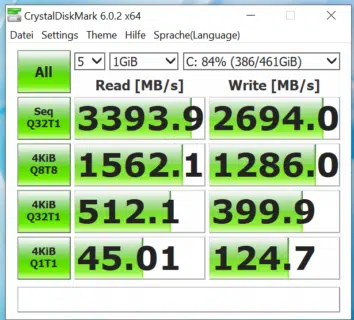 CrystalDiskMark 6.0.2 x64
Datei Settings Theme Hilfe Sprache(Language)
All 5 1GiB C: 84% (386/461GiB)
Read [MB/s] Write [MB/s]
Seq Q32T1 3393.9 2694.0
4KiB Q8T8 1562.1 1286.0
4KiB Q32T1 512.1 399.9
4KiB Q1T1 45.01 124.7